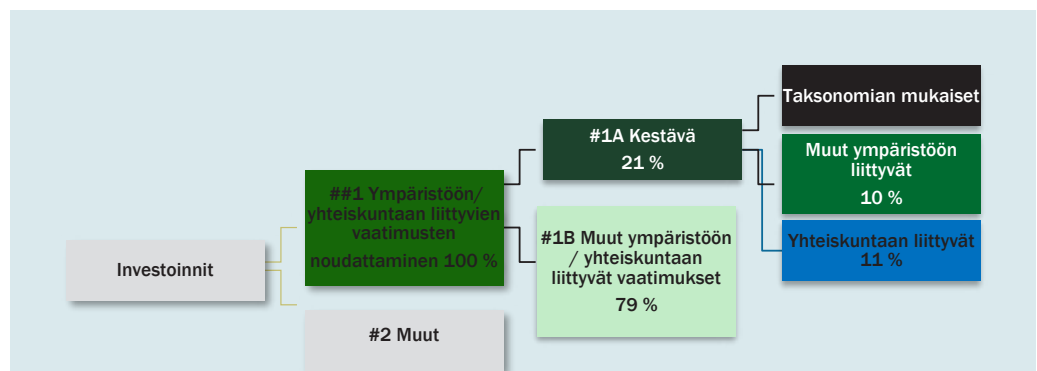 Investoinnit
##1 Ympäristöön/
yhteiskuntaan liittyvien
vaatimusten
noudattaminen 100 %
#2 Muut
#1A Kestävä
21 %
#1B Muut ympäristöön
/ yhteiskuntaan
liittyvät vaatimukset
79 %
Taksonomian mukaiset
Muut ympäristöön
liittyvät
10 %
Yhteiskuntaan liittyvät
11 %